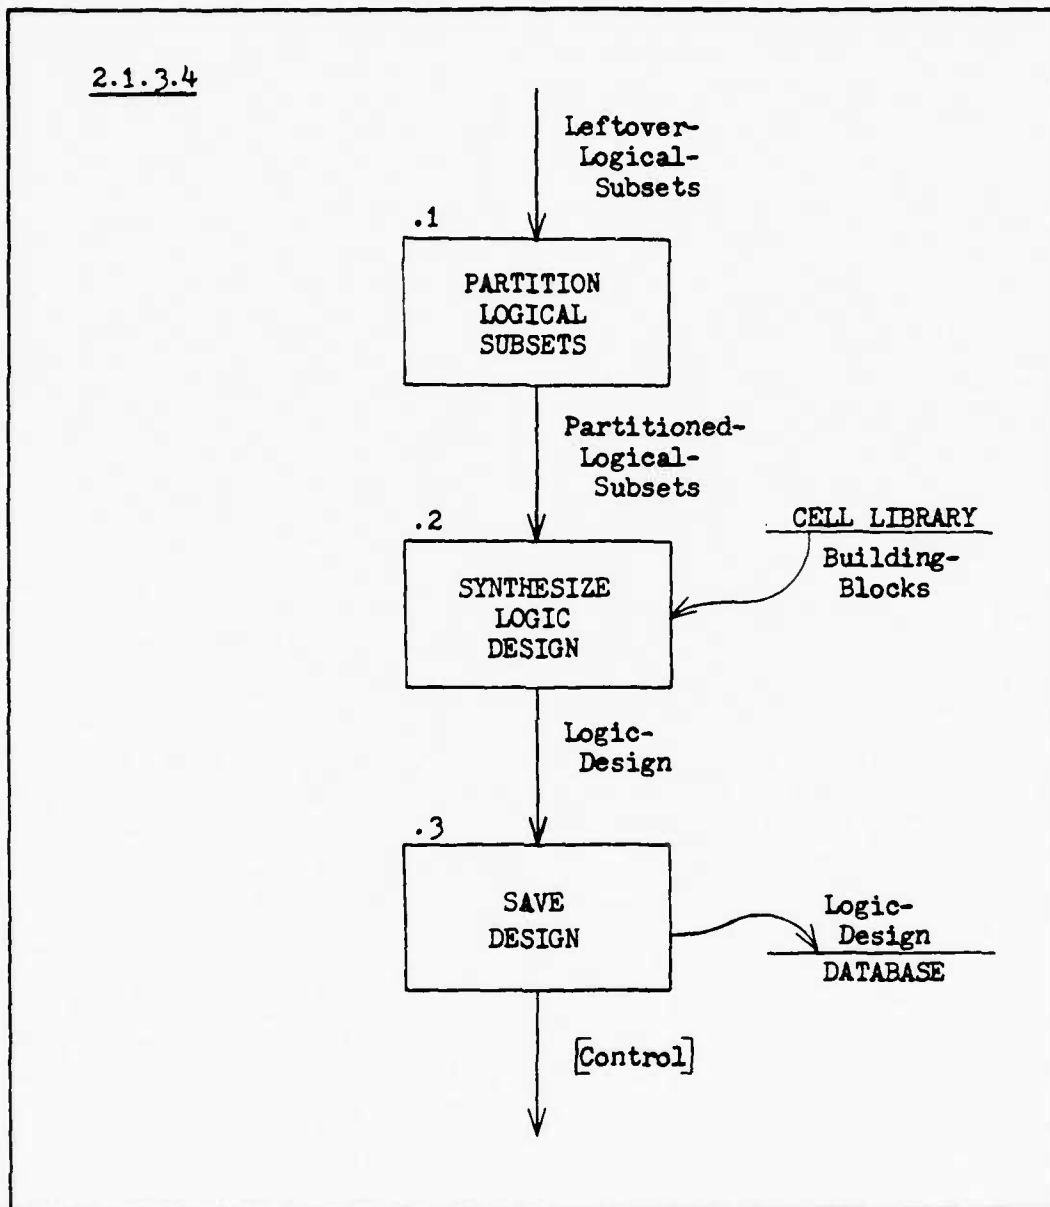 2.1.3.4
Leftover-
Logical-
Subsets
.1
PARTITION
LOGICAL
SUBSETS
Partitioned-
Logical-
Subsets
.2
SYNTHESIZE
LOGIC
DESIGN
CELL LIBRARY
Building-
Blocks
Logic-
Design
.3
SAVE
DESIGN
Logic-
Design
DATABASE
[Control]